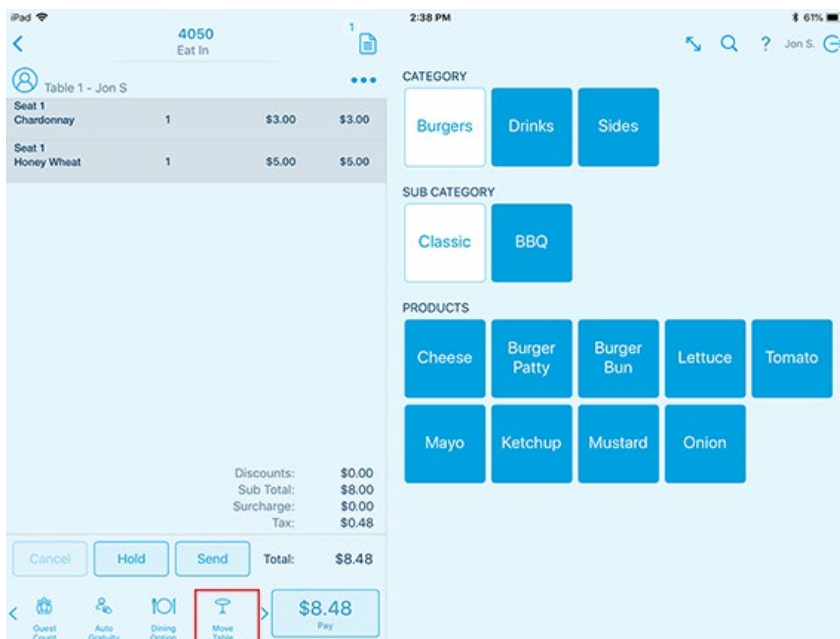 iPad
2:38 PM
61%
4050
Eat In
1
Table 1 - Jon S
Seat 1
Chardonnay 1 $3.00 $3.00
Seat 1
Honey Wheat 1 $5.00 $5.00
Discounts: $0.00
Sub Total: $8.00
Surcharge: $0.00
Tax: $0.48
Cancel Hold Send Total: $8.48
Guest
Count
Auto
Gratuity
Dining
Option
Move
Table
$8.48
Pay
? Jon S.
CATEGORY
Burgers Drinks Sides
SUB CATEGORY
Classic BBQ
PRODUCTS
Cheese
Burger
Patty
Burger
Bun
Lettuce
Tomato
Mayo Ketchup Mustard Onion